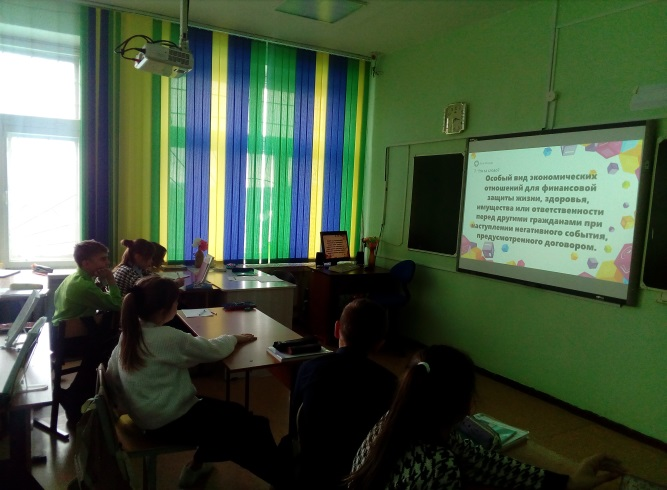 Особый вид экономических
отношений для финансовой
защиты жизни, здоровья,
имущества или ответственности
перед другими гражданами при
наступлении негативного события,
предусмотренного договором.